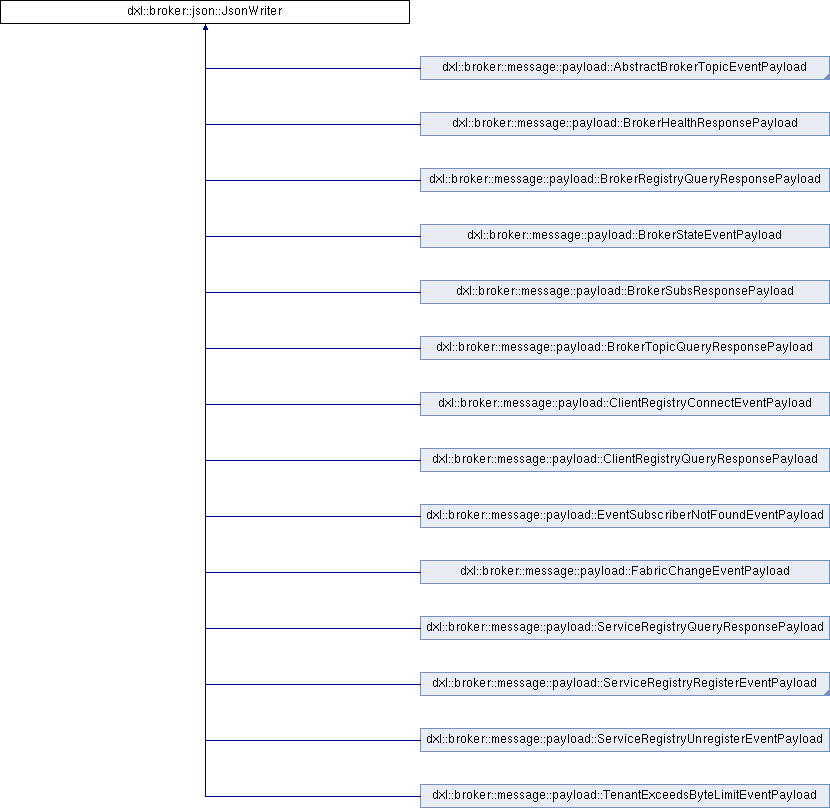 dxl::broker::json::JsonWriter
dxl::broker::message::payload::AbstractBrokerTopicEventPayload
dxl::broker::message::payload::BrokerHealthResponsePayload
dxl::broker::message::payload::BrokerRegistryQueryResponsePayload
dxl::broker::message::payload::BrokerStateEventPayload
dxl::broker::message::payload::BrokerSubsResponsePayload
dxl::broker::message::payload::BrokerTopicQueryResponsePayload
dxl::broker::message::payload::ClientRegistryConnectEventPayload
dxl::broker::message::payload::ClientRegistryQueryResponsePayload
dxl::broker::message::payload::EventSubscriberNotFoundEventPayload
dxl::broker::message::payload::FabricChangeEventPayload
dxl::broker::message::payload::ServiceRegistryQueryResponsePayload
dxl::broker::message::payload::ServiceRegistryRegisterEventPayload
dxl::broker::message::payload::ServiceRegistryUnregisterEventPayload
dxl::broker::message::payload::TenantExceedsByteLimitEventPayload